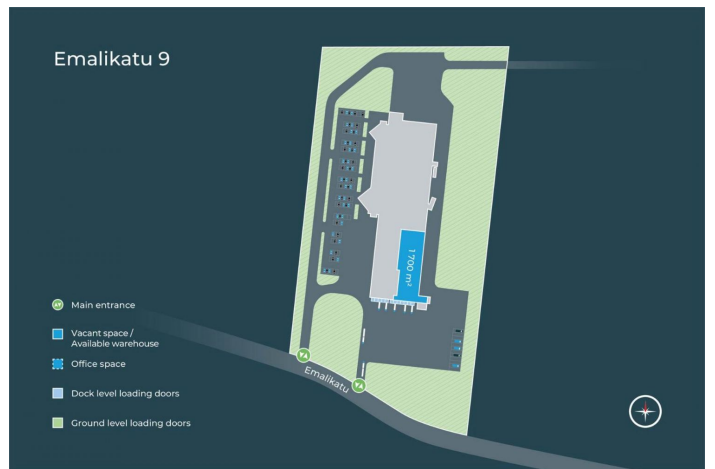 Emalikatu 9
1 700 m²
Main entrance
Vacant space /
Available warehouse
Office space
Dock level loading doors
Ground level loading doors
Emalikatu